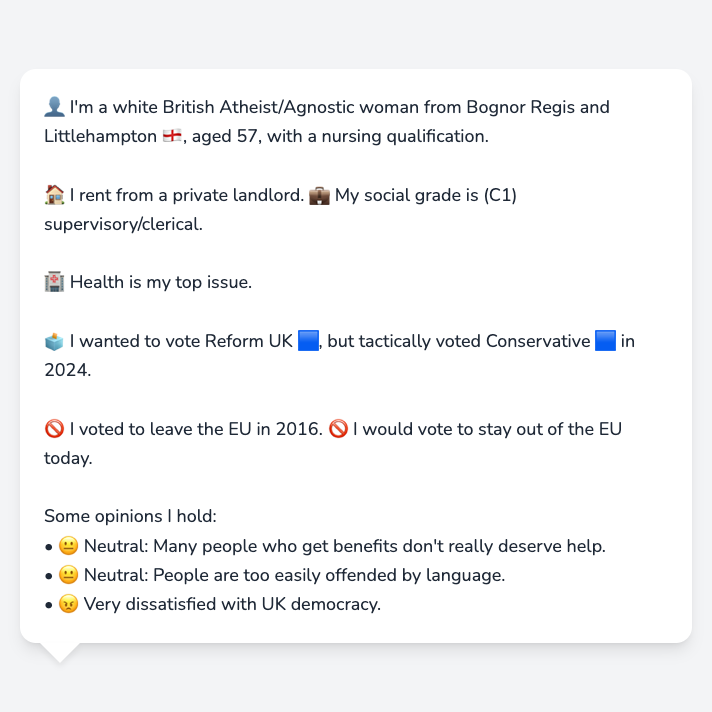 👤 I'm a white British Atheist/Agnostic woman from Bognor Regis and
Littlehampton 🏴󠁧󠁢󠁥󠁮󠁧󠁿, aged 57, with a nursing qualification.
🏠 I rent from a private landlord. 💼 My social grade is (C1)
supervisory/clerical.
🏥 Health is my top issue.
🗳️ I wanted to vote Reform UK 🟦, but tactically voted Conservative 🟦 in
2024.
🚫 I voted to leave the EU in 2016. 🚫 I would vote to stay out of the EU
today.
Some opinions I hold:
• 😐 Neutral: Many people who get benefits don't really deserve help.
• 😐 Neutral: People are too easily offended by language.
• 😠 Very dissatisfied with UK democracy.